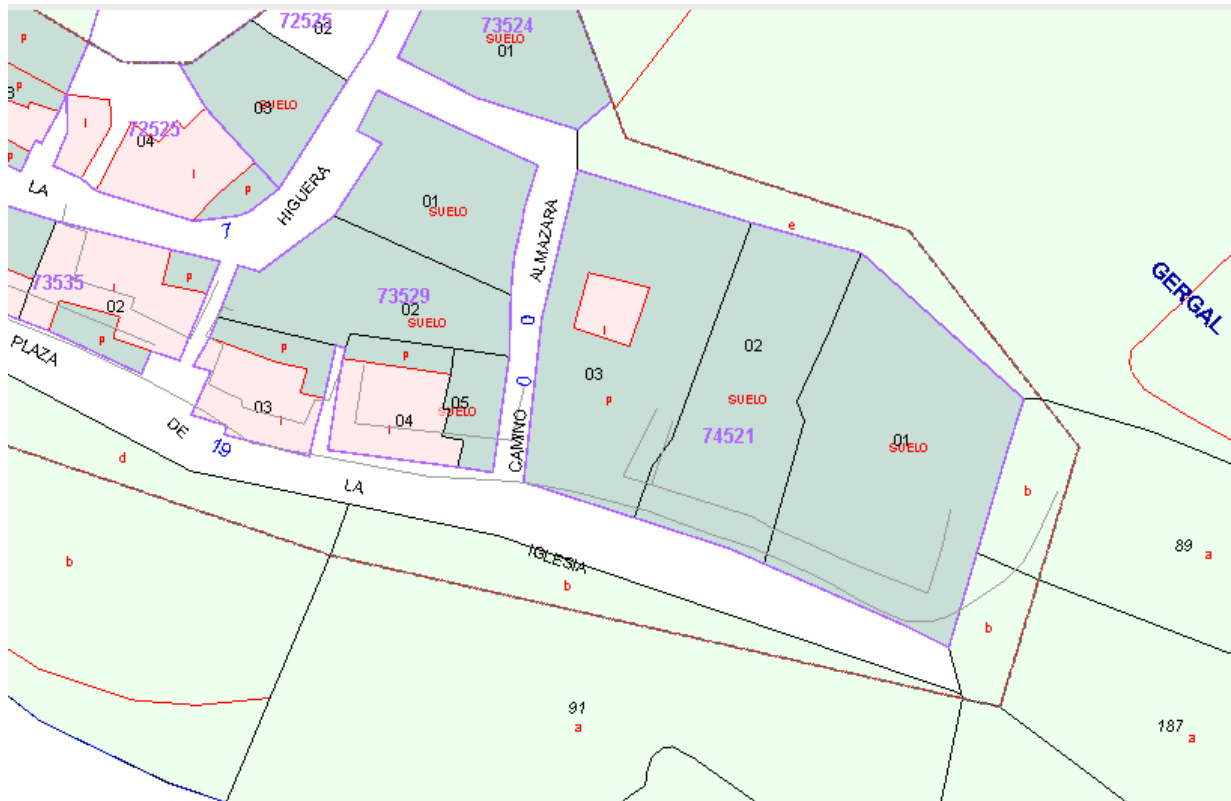 72525
02
73524
SUELO
01
P
P
3
03
SUELO
72525
04
I
I
P
P
LA
7
HIGUERA
01
SUELO
ALMAZARA
e
GERGAL
73535
P
I
02
73529
02
SUELO
P
PLAZA
P
0
I
03
02
P
0
05
SUELO
P
SUELO
03
I
04
I
74521
01
SUELO
DE
19
CAMINO
d
LA
b
89
a
IGLESIA
b
b
b
91
a
187
a